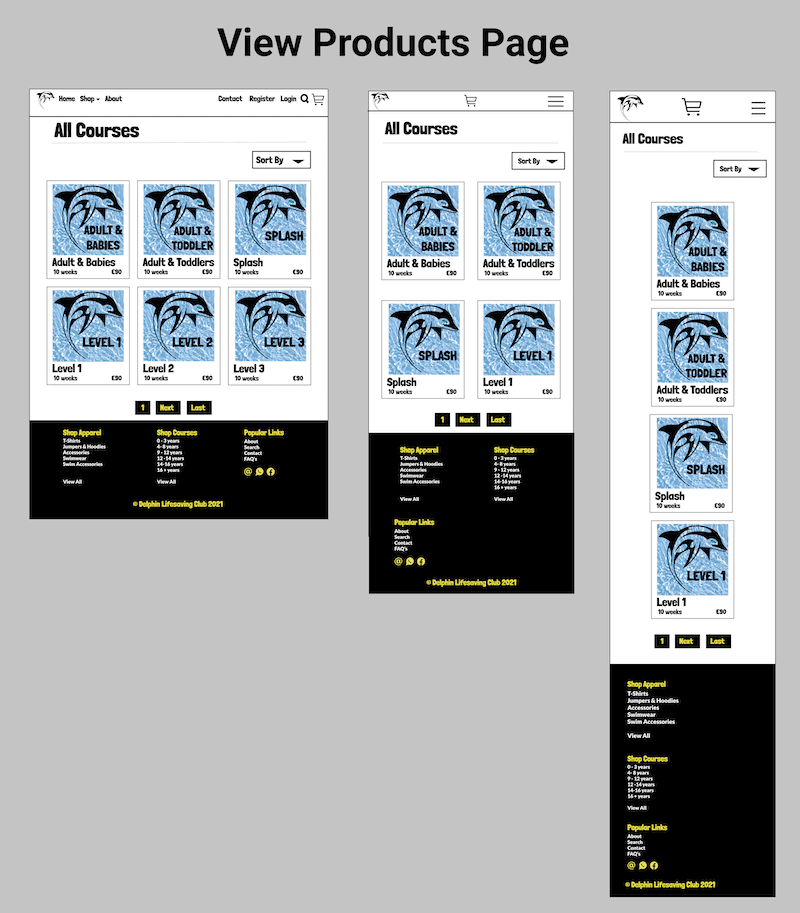 View Products Page
Home Shop About Contact Register Login
All Courses
Sort By
ADULT & BABIES
ADULT & TODDLER
SPLASH
Adult & Babies
10 weeks €90
Adult & Toddlers
10 weeks €90
Splash
10 weeks €90
LEVEL 1
LEVEL 2
LEVEL 3
Level 1
10 weeks €90
Level 2
10 weeks €90
Level 3
10 weeks €90
1 Next Last
Shop Apparel
T-Shirts
Jumpers & Hoodies
Accessories
Swimwear
Swim Accessories
View All
Shop Courses
0 - 3 years
4- 8 years
9 - 12 years
12 -14 years
14-16 years
16 + years
View All
Popular Links
About
Search
Contact
FAQ's
© Delphin Lifesaving Club 2021
All Courses
Sort By
ADULT & BABIES
ADULT & TODDLER
Adult & Babies
10 weeks €90
Adult & Toddlers
10 weeks €90
SPLASH
LEVEL 1
Splash
10 weeks €90
Level 1
10 weeks €90
1 Next Last
Shop Apparel
T-Shirts
Jumpers & Hoodies
Accessories
Swimwear
Swim Accessories
View All
Shop Courses
0 - 3 years
4- 8 years
9 - 12 years
12 -14 years
14-16 years
16 + years
View All
Popular Links
About
Search
Contact
FAQ's
© Delphin Lifesaving Club 2021
All Courses
Sort By
ADULT & BABIES
Adult & Babies
10 weeks €90
ADULT & TODDLER
Adult & Toddlers
10 weeks €90
SPLASH
Splash
10 weeks €90
LEVEL 1
Level 1
10 weeks €90
1 Next Last
Shop Apparel
T-Shirts
Jumpers & Hoodies
Accessories
Swimwear
Swim Accessories
View All
Shop Courses
0 - 3 years
4- 8 years
9 - 12 years
12 -14 years
14-16 years
16 + years
View All
Popular Links
About
Search
Contact
FAQ's
© Delphin Lifesaving Club 2021